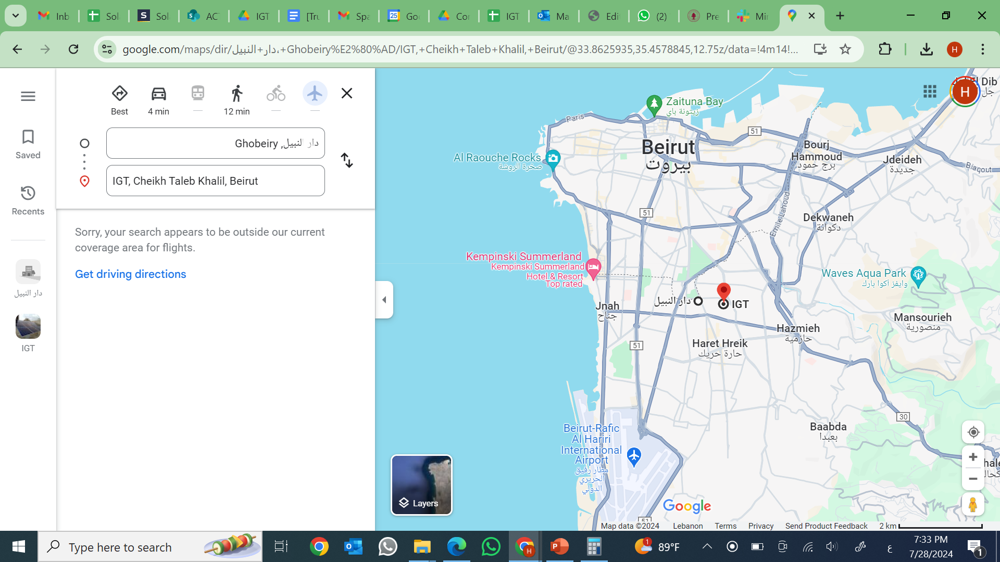 Inb
Sol
Sol
AC
IGT
[Tru
Spa
Goo
Cor
IGT
Ma
Edi
(2)
Pre
Min
google.com/maps/dir/دار+النبيل،+Ghobeiry%E2%80%AD/IGT,+Cheikh+Taleb+Khalil,+Beirut/@33.8625935,35.4578845,12.75z/data=!4m14!...
H
Best
4 min
12 min
دار النبيل, Ghobeiry
IGT, Cheikh Taleb Khalil, Beirut
Saved
Recents
دار النبيل
IGT
Sorry, your search appears to be outside our current
coverage area for flights.
Get driving directions
H
El Dib
جل
Zaituna Bay
زيتونة باي
Paris
51
Beirut
بيروت
Bourj
Hammoud
برج حمود
Jdeideh
جديدة
Biaqout
Al Raouche Rocks
صخرة الروشة
51
Emile Lahoud
Dekwaneh
دكوانة
Kempinski Summerland
Kempinski Summerland
Hotel & Resort
Top rated
Waves Aqua Park
وايفز أكوا بارك
دار النبيل
IGT
Jnah
جناح
Mansourieh
منصورية
Hazmieh
حازمية
51
Haret Hreik
حارة حريك
30
Baabda
بعبدا
Beirut-Rafic
Al Hariri
International
Airport
مطار رفيق
الحريري
الدولي
Layers
Google
51
Map data ©2024
Lebanon
Terms
Privacy
Send Product Feedback
2 km
Type here to search
1
89°F
ع
7:33 PM
7/28/2024
1